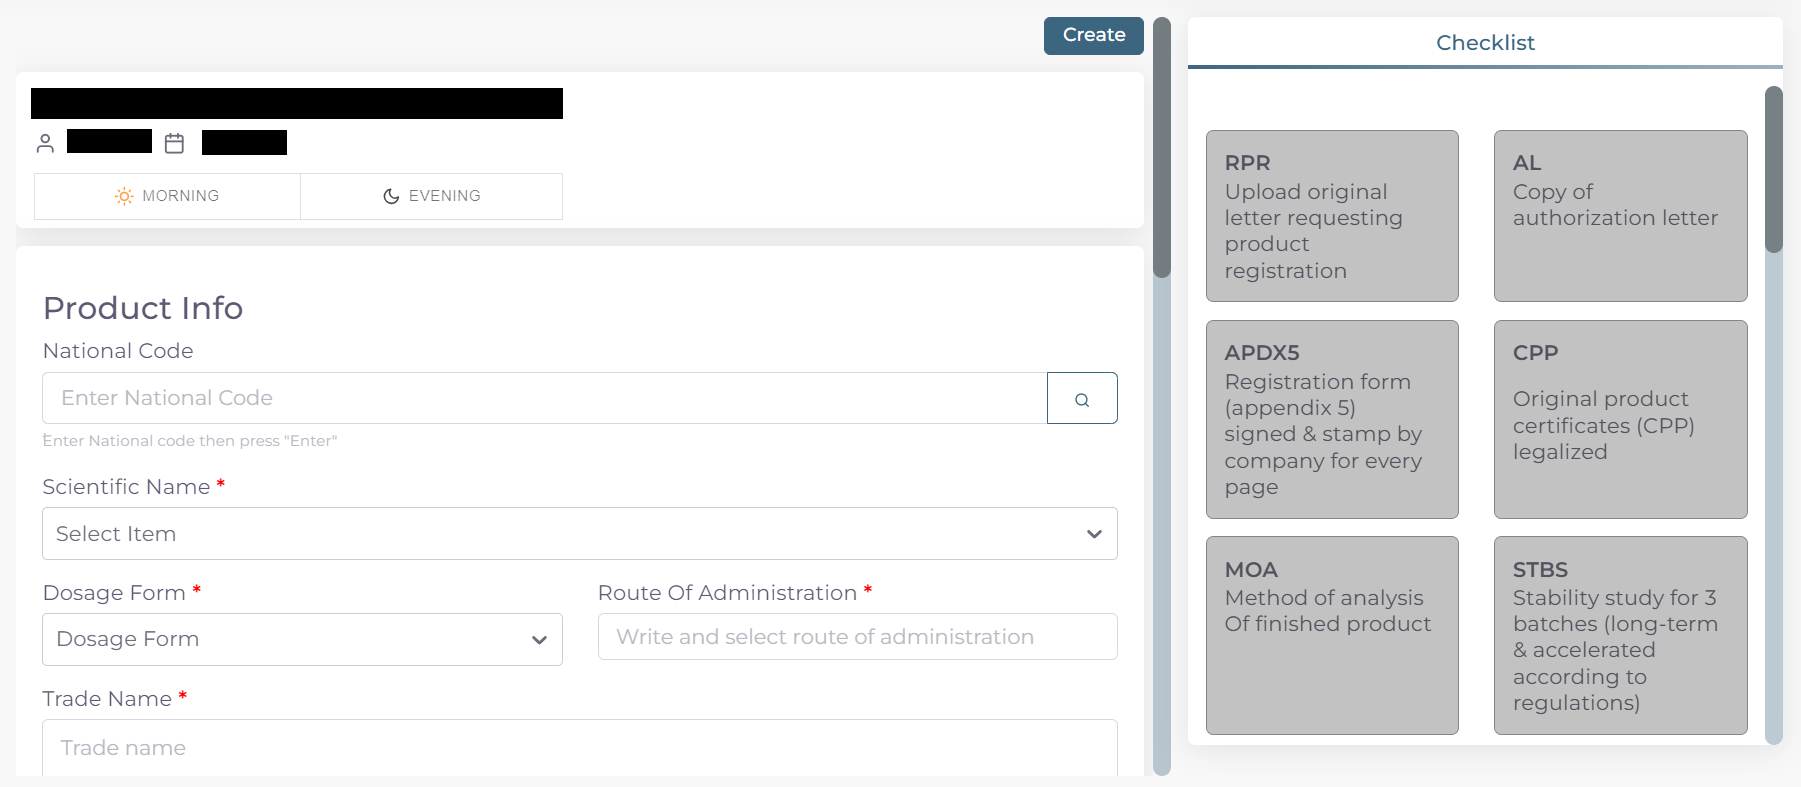 Create
MORNING
EVENING
Product Info
National Code
Enter National Code
Enter National code then press "Enter"
Scientific Name *
Select Item
Dosage Form *
Dosage Form
Route Of Administration *
Write and select route of administration
Trade Name *
Trade name
Checklist
RPR
Upload original
letter requesting
product
registration
AL
Copy of
authorization letter
APDX5
Registration form
(appendix 5)
signed & stamp by
company for every
page
CPP
Original product
certificates (CPP)
legalized
MOA
Method of analysis
Of finished product
STBS
Stability study for 3
batches (long-term
& accelerated
according to
regulations)